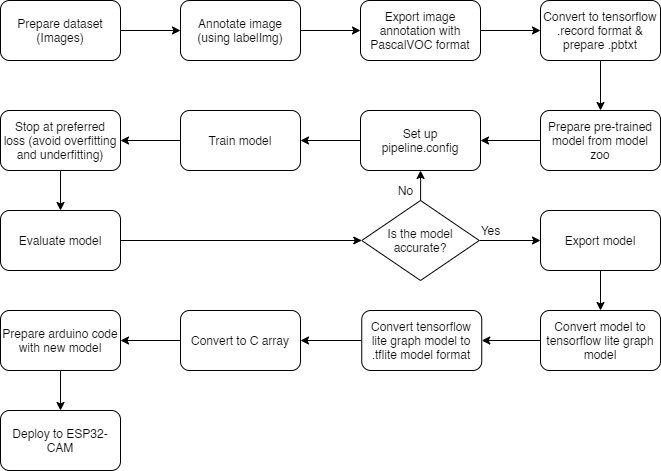 Prepare dataset
(Images)
Annotate image
(using labelImg)
Export image
annotation with
PascalVOC format
Convert to tensorflow
.record format &
prepare .pbtxt
Stop at preferred
loss (avoid overfitting
and underfitting)
Train model
Set up
pipeline.config
Prepare pre-trained
model from model
zoo
No
Evaluate model
Is the model
accurate?
Yes
Export model
Prepare arduino code
with new model
Convert to C array
Convert tensorflow
lite graph model to
.tflite model format
Convert model to
tensorflow lite graph
model
Deploy to ESP32-
CAM